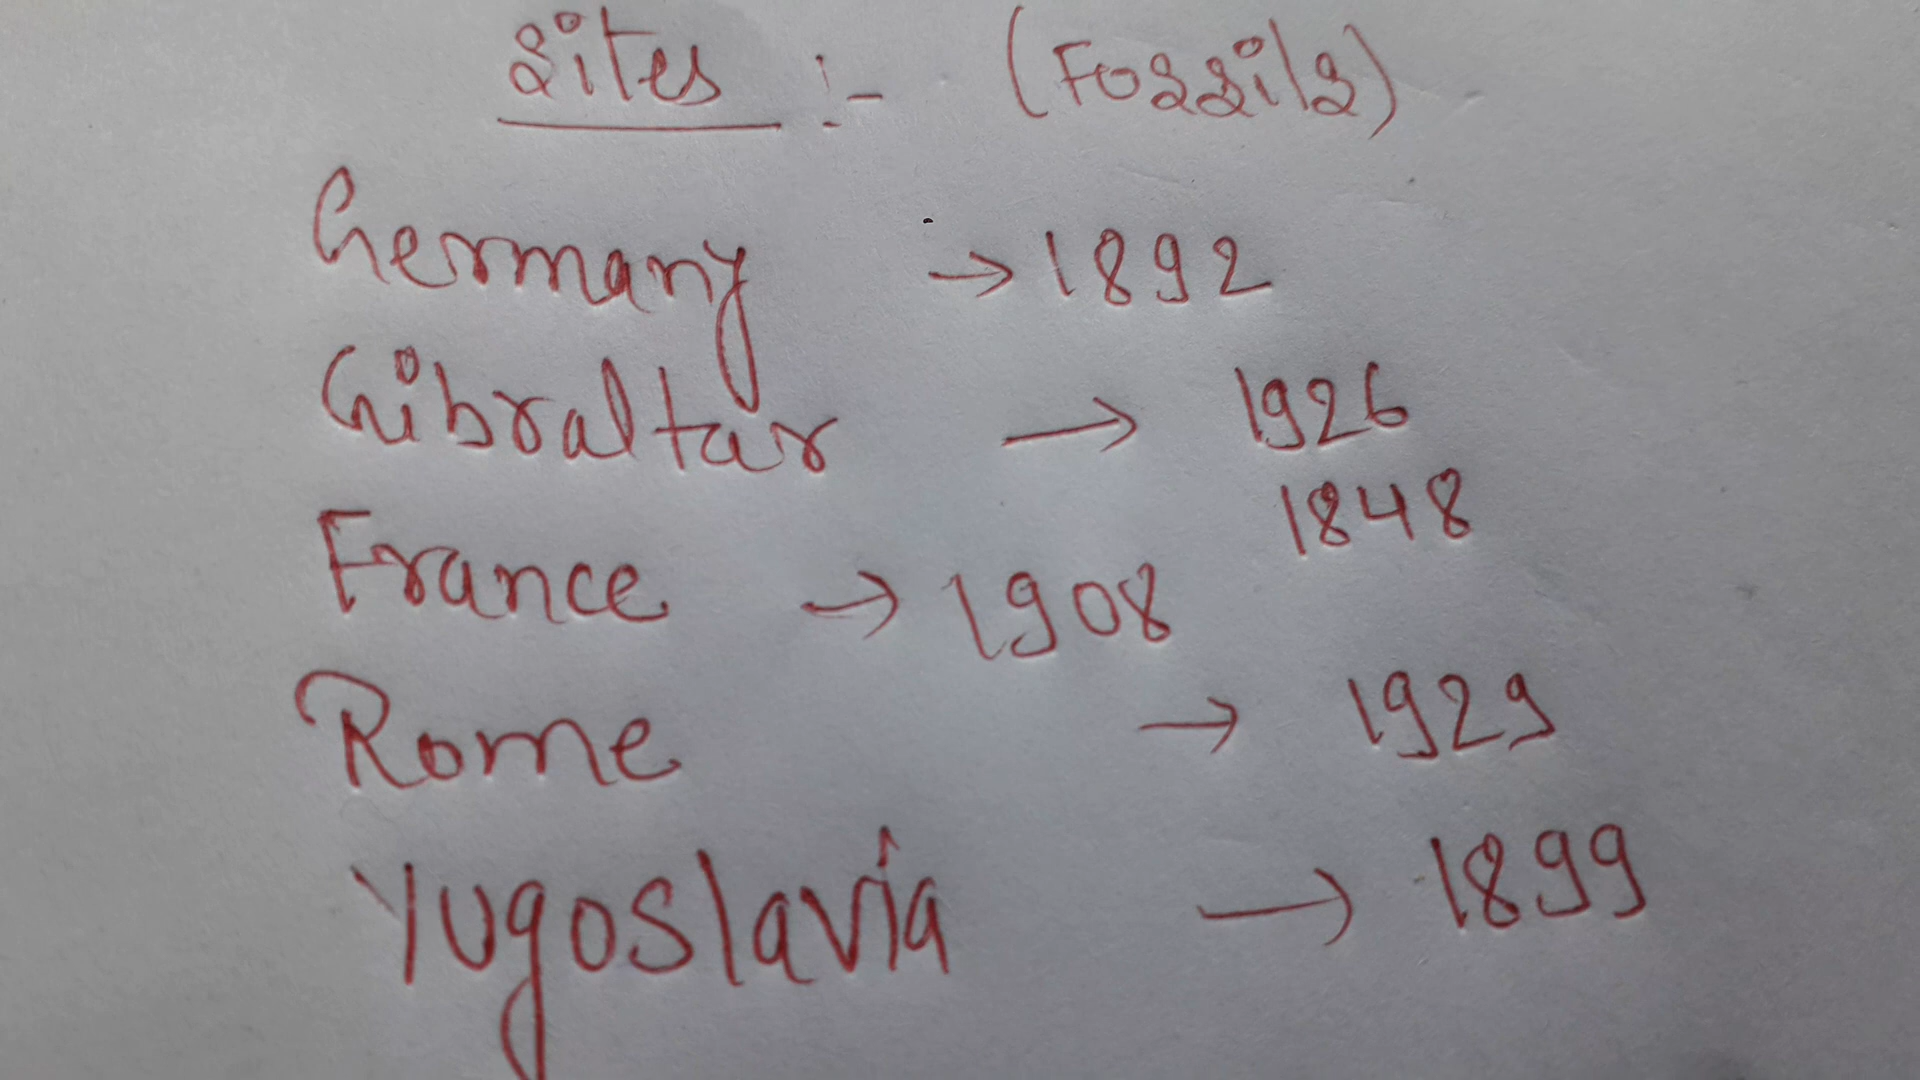 Sites :- (Fossils)
Germany → 1892
Gibraltar → 1926
1848
France → 1908
Rome → 1929
Yugoslavia → 1899